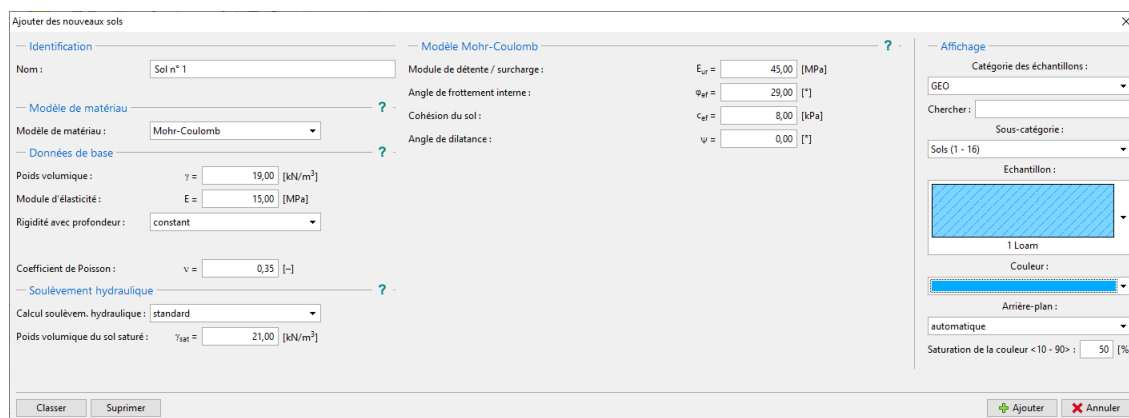 Ajouter des nouveaux sols
Identification
Nom : Sol n° 1
Modèle de matériau ?
Modèle de matériau : Mohr-Coulomb
Données de base ?
Poids volumique : γ = 19,00 [kN/m³]
Module d'élasticité : E = 15,00 [MPa]
Rigidité avec profondeur : constant
Coefficient de Poisson : ν = 0,35 [–]
Soulèvement hydraulique ?
Calcul soulèvem. hydraulique : standard
Poids volumique du sol saturé : γsat = 21,00 [kN/m³]
Modèle Mohr-Coulomb ?
Module de détente / surcharge : Eur = 45,00 [MPa]
Angle de frottement interne : φef = 29,00 [°]
Cohésion du sol : cef = 8,00 [kPa]
Angle de dilatance : ψ = 0,00 [°]
Affichage
Catégorie des échantillons :
GEO
Chercher :
Sous-catégorie :
Sols (1 - 16)
Echantillon :
1 Loam
Couleur :
Arrière-plan :
automatique
Saturation de la couleur <10 - 90> : 50 [%
Classer Suprimer Ajouter Annuler